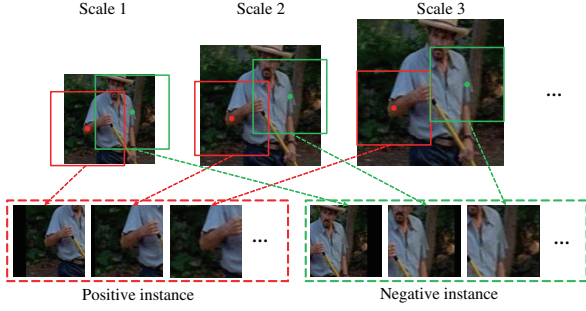 Scale 1
Scale 2
Scale 3
...
...
...
Positive instance
Negative instance